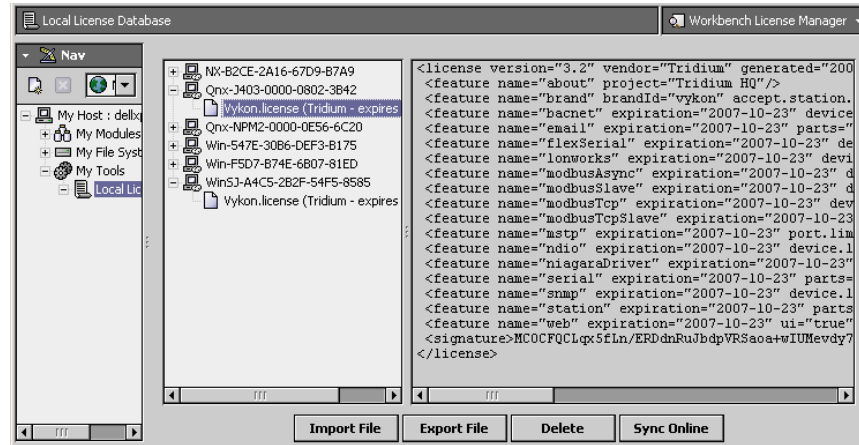 Local License Database
Workbench License Manager
Nav
My Host : dellx
My Modules
My File Syst
My Tools
Local Lic
NX-B2CE-2A16-67D9-B7A9
Qnx-J403-0000-0802-3B42
Vykon.license (Tridium - expires
Qnx-NPM2-0000-0E56-6C20
Win-547E-30B6-DEF3-B175
Win-F5D7-B74E-6B07-81ED
WinSJ-A4C5-2B2F-54F5-8585
Vykon.license (Tridium - expires
<license version="3.2" vendor="Tridium" generated="200
<feature name="about" project="Tridium HQ"/>
<feature name="brand" brandId="vykon" accept.station.
<feature name="bacnet" expiration="2007-10-23" device
<feature name="email" expiration="2007-10-23" parts="
<feature name="flexSerial" expiration="2007-10-23" de
<feature name="lonworks" expiration="2007-10-23" devi
<feature name="modbusAsync" expiration="2007-10-23" d
<feature name="modbusSlave" expiration="2007-10-23" d
<feature name="modbusTcp" expiration="2007-10-23" dev
<feature name="modbusTcpSlave" expiration="2007-10-23
<feature name="mstp" expiration="2007-10-23" port.lim
<feature name="ndio" expiration="2007-10-23" device.l
<feature name="niagaraDriver" expiration="2007-10-23"
<feature name="serial" expiration="2007-10-23" parts=
<feature name="snmp" expiration="2007-10-23" device.l
<feature name="station" expiration="2007-10-23" parts
<feature name="web" expiration="2007-10-23" ui="true"
<signature>MC0CFQCLqx5fLn/ERDdnRuJbdpVRSaoa+wIUMevdy7
</license>
Import File
Export File
Delete
Sync Online